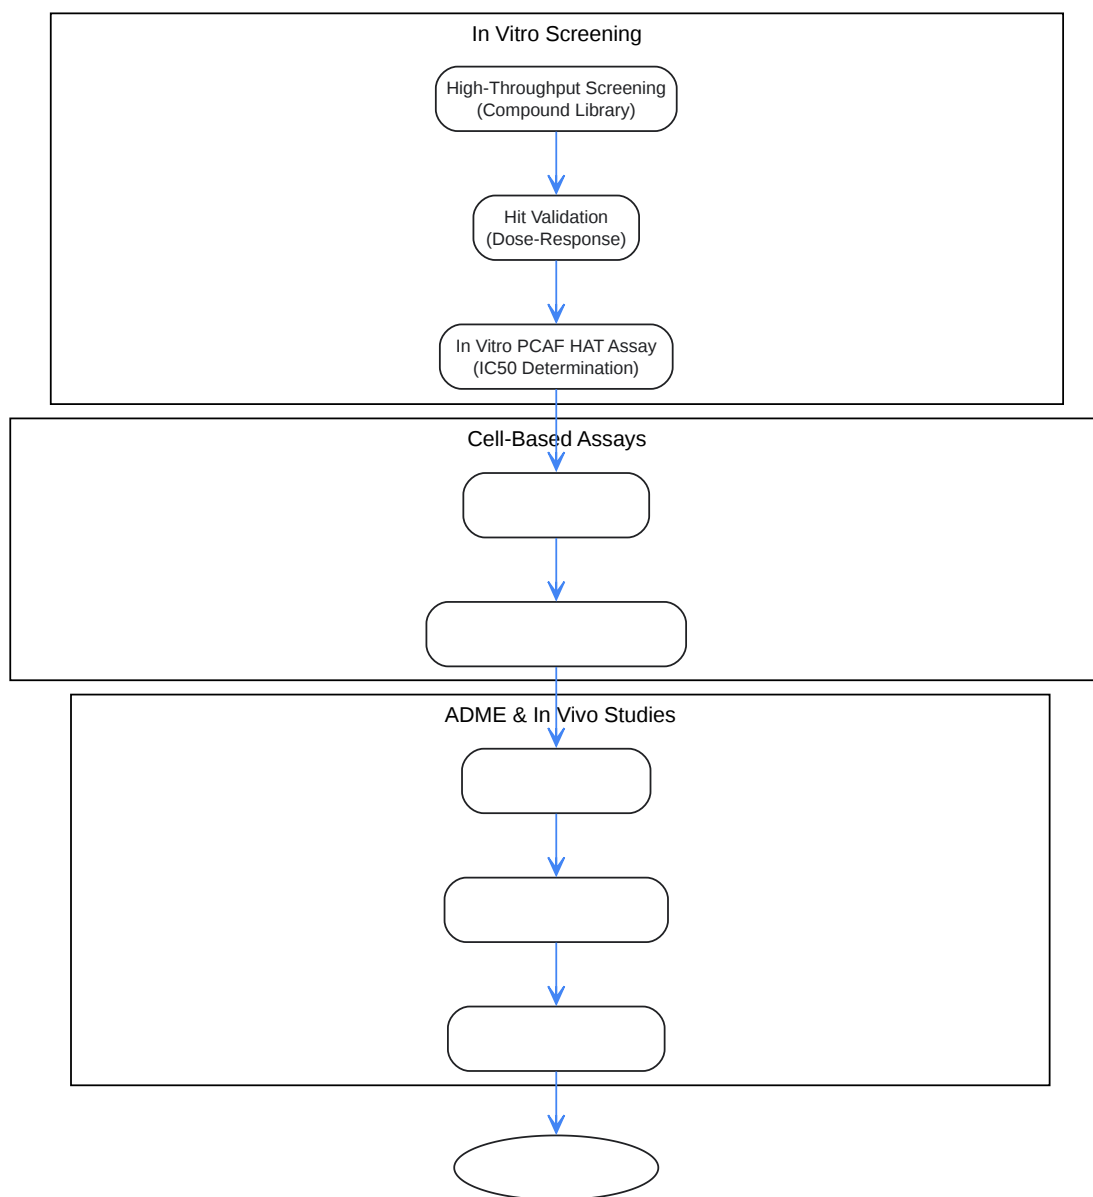 In Vitro Screening
High-Throughput Screening
(Compound Library)
Hit Validation
(Dose-Response)
In Vitro PCAF HAT Assay
(IC50 Determination)
Cell-Based Assays
ADME & In Vivo Studies